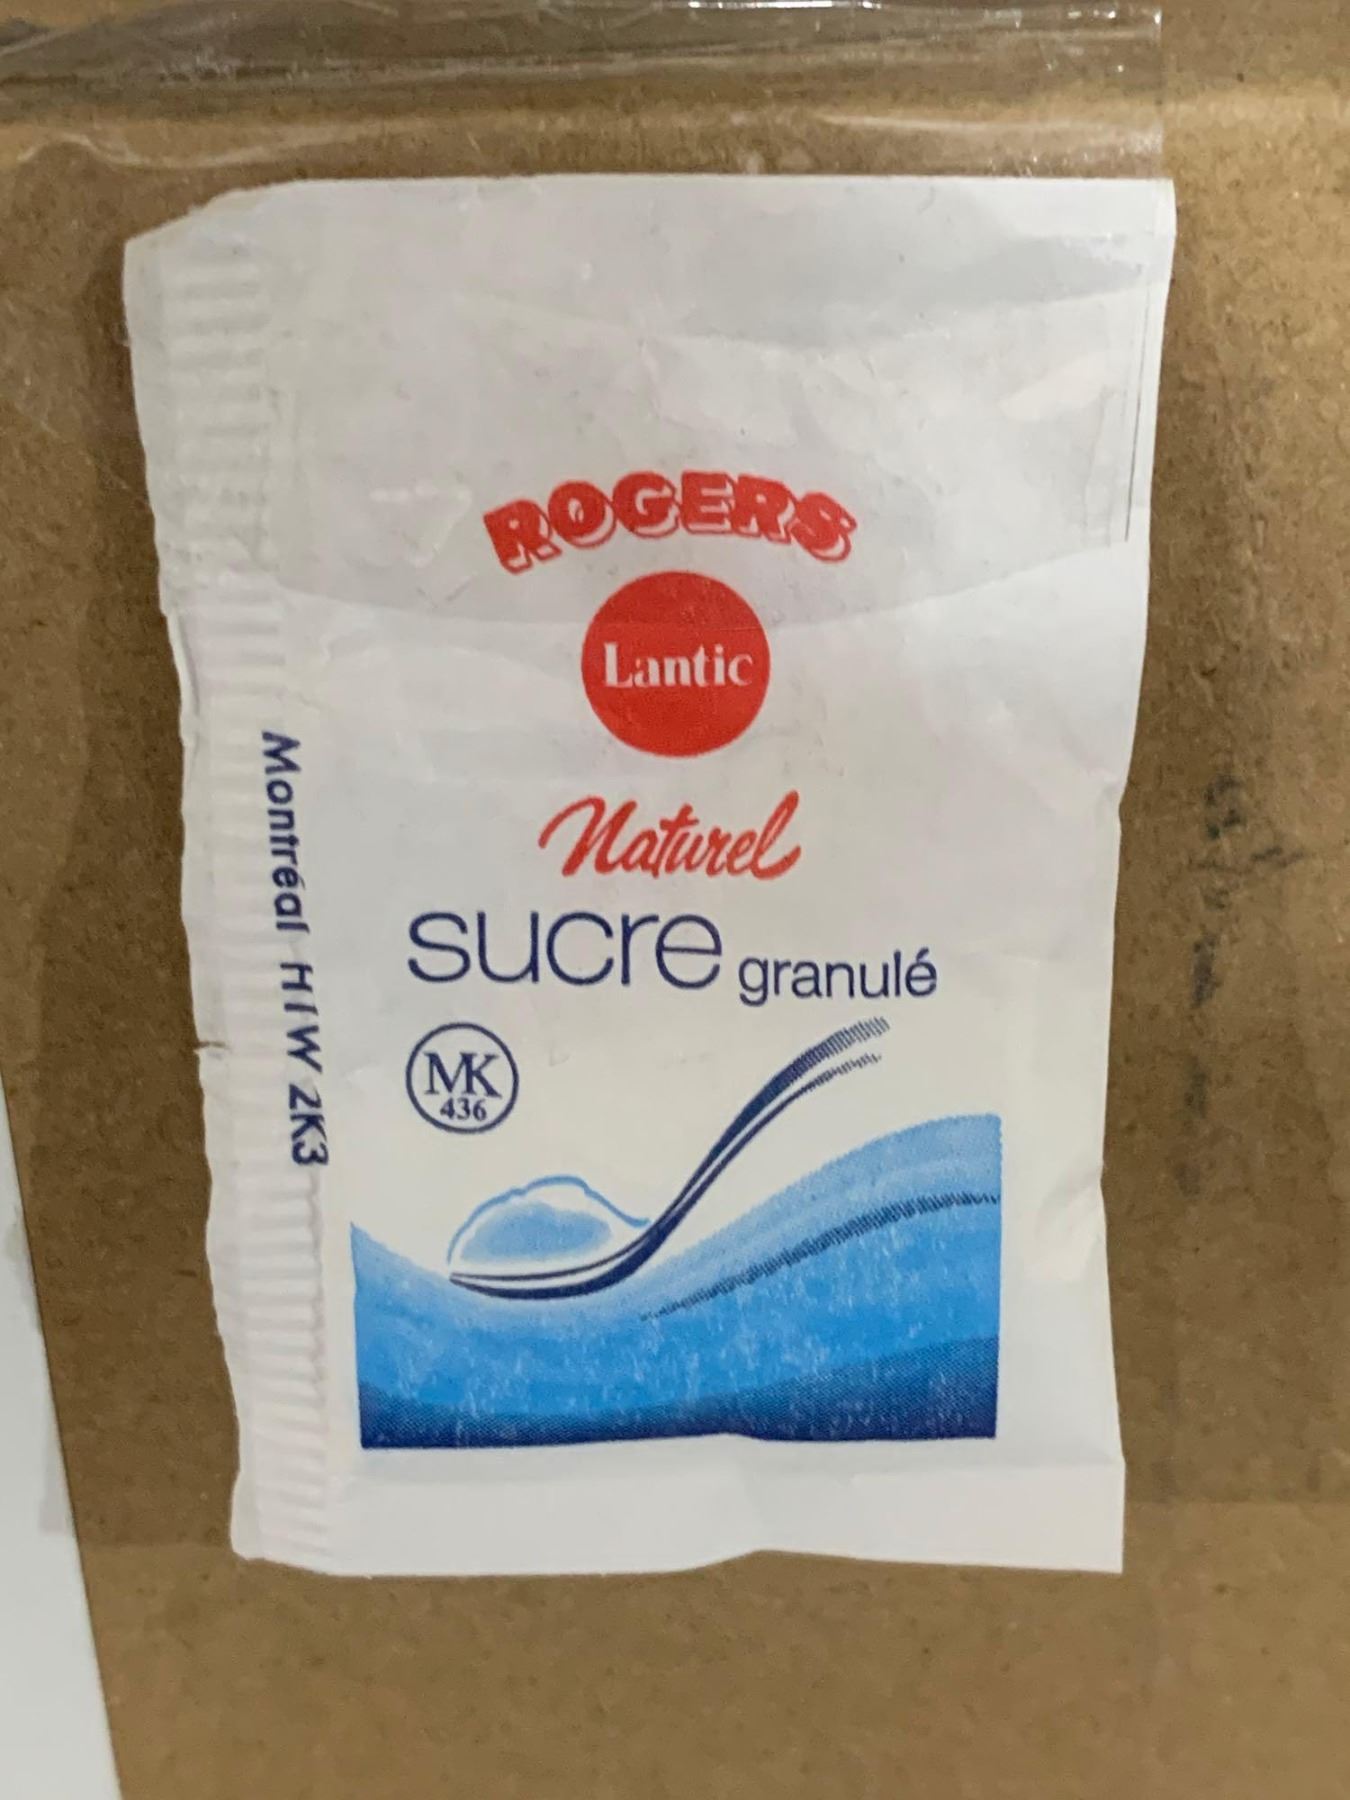 ROGERS
Lantic
Naturel
sucre granulé
MK
436
Montréal H1W 2K3